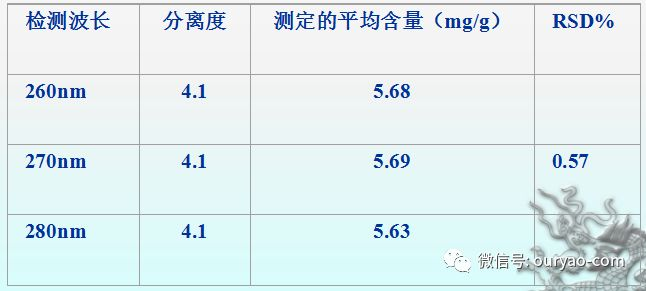 检测波长 分离度 测定的平均含量（mg/g） RSD%
260nm 4.1 5.68
270nm 4.1 5.69 0.57
280nm 4.1 5.63
微信号: ouryao-com